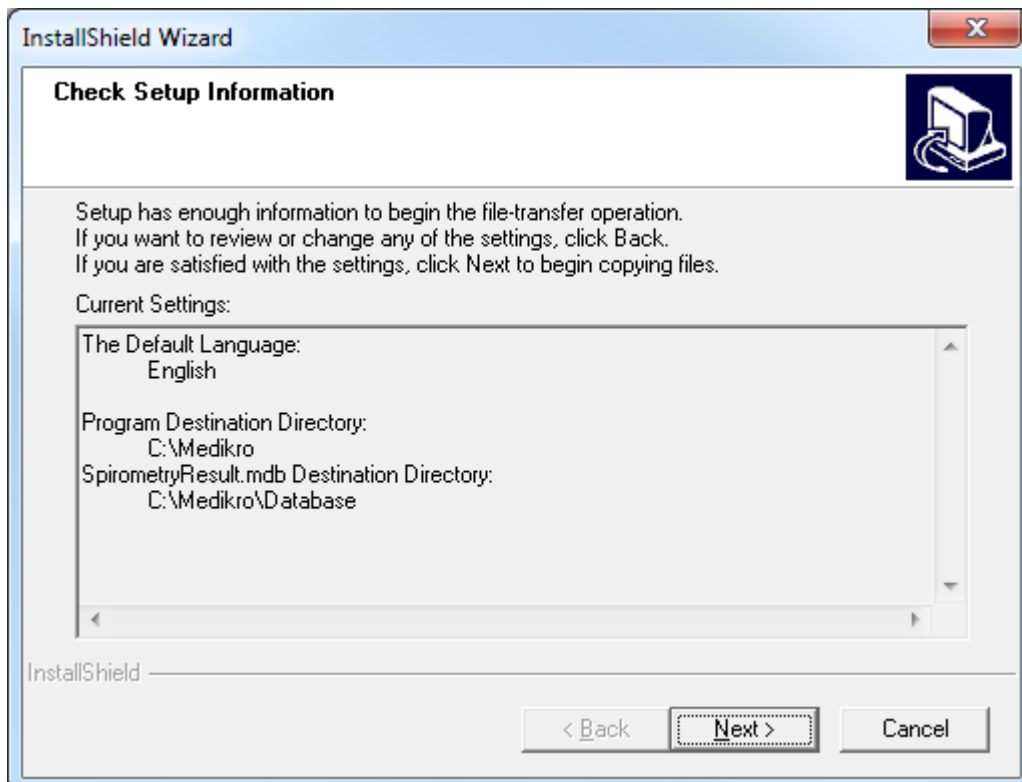 InstallShield Wizard
Check Setup Information
Setup has enough information to begin the file-transfer operation.
If you want to review or change any of the settings, click Back.
If you are satisfied with the settings, click Next to begin copying files.
Current Settings:
The Default Language:
English
Program Destination Directory:
C:\Medikro
SpirometryResult.mdb Destination Directory:
C:\Medikro\Database
InstallShield
< Back
Next >
Cancel